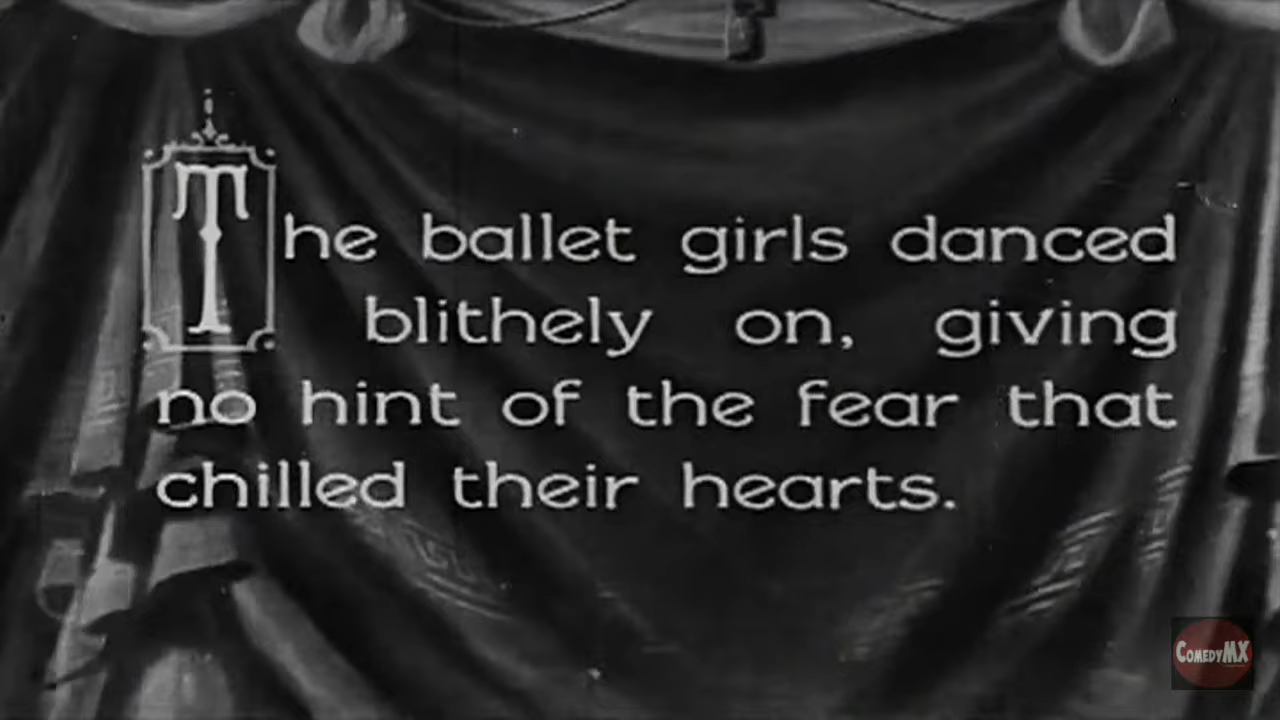 The ballet girls danced
blithely on, giving
no hint of the fear that
chilled their hearts.
COMEDYMX